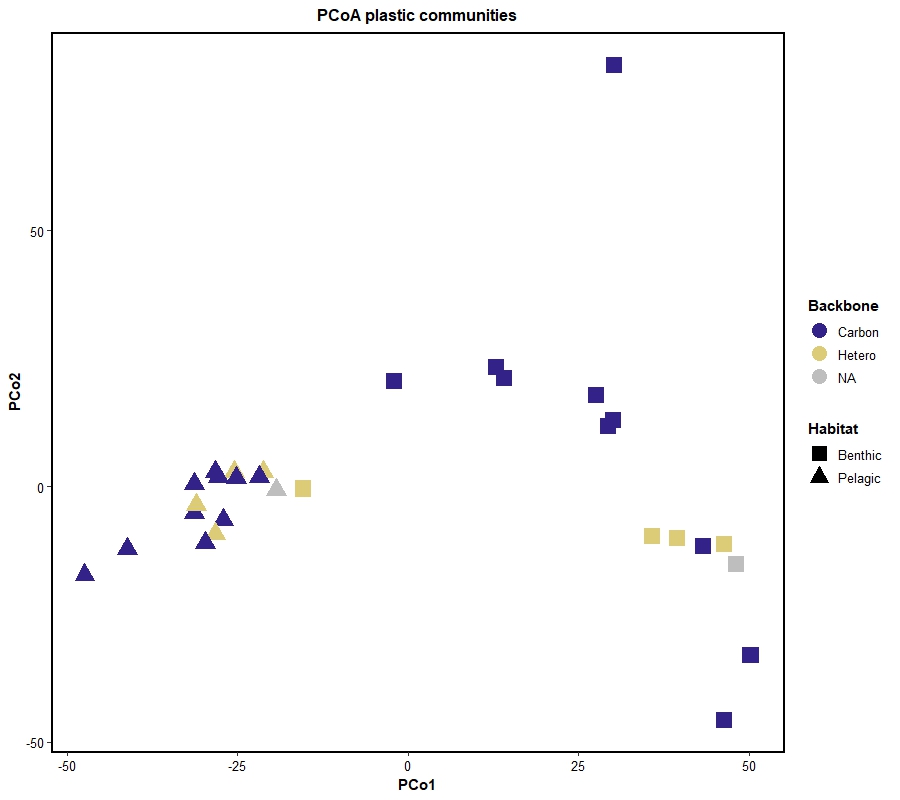 PCoA plastic communities
PCo2
50
0
-50
-50
-25
0
25
50
PCo1
Backbone
Carbon
Hetero
NA
Habitat
Benthic
Pelagic